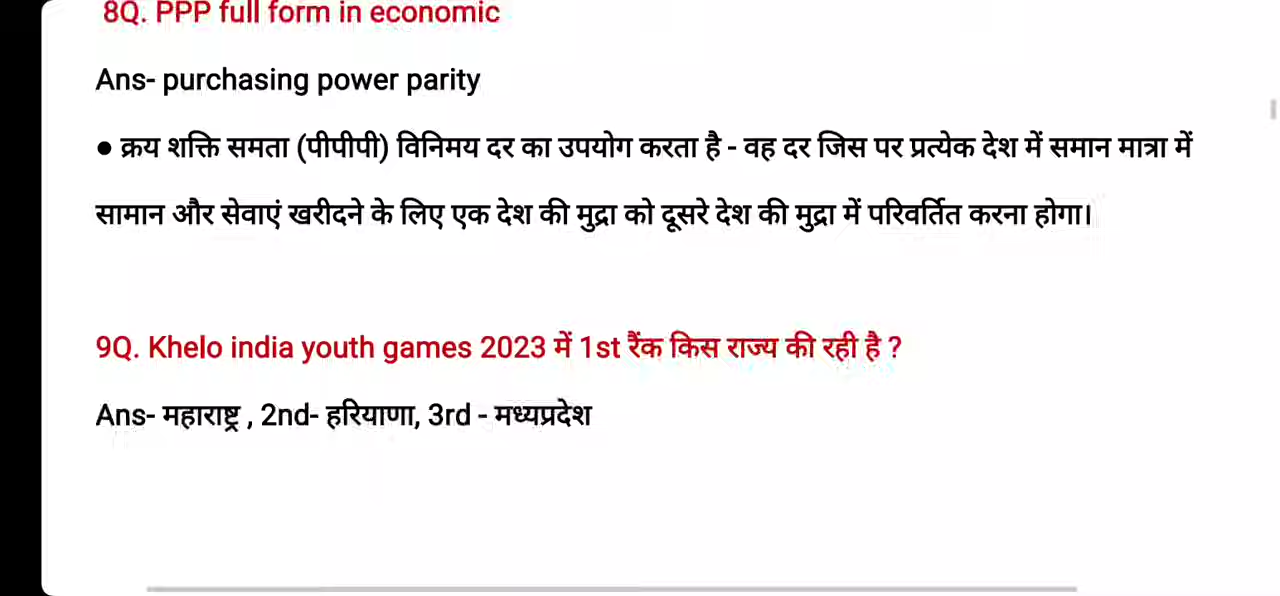 8Q. PPP full form in economic
Ans- purchasing power parity
● क्रय शक्ति समता (पीपीपी) विनिमय दर का उपयोग करता है - वह दर जिस पर प्रत्येक देश में समान मात्रा में
सामान और सेवाएं खरीदने के लिए एक देश की मुद्रा को दूसरे देश की मुद्रा में परिवर्तित करना होगा।
9Q. Khelo india youth games 2023 में 1st रैंक किस राज्य की रही है ?
Ans- महाराष्ट्र , 2nd- हरियाणा, 3rd - मध्यप्रदेश